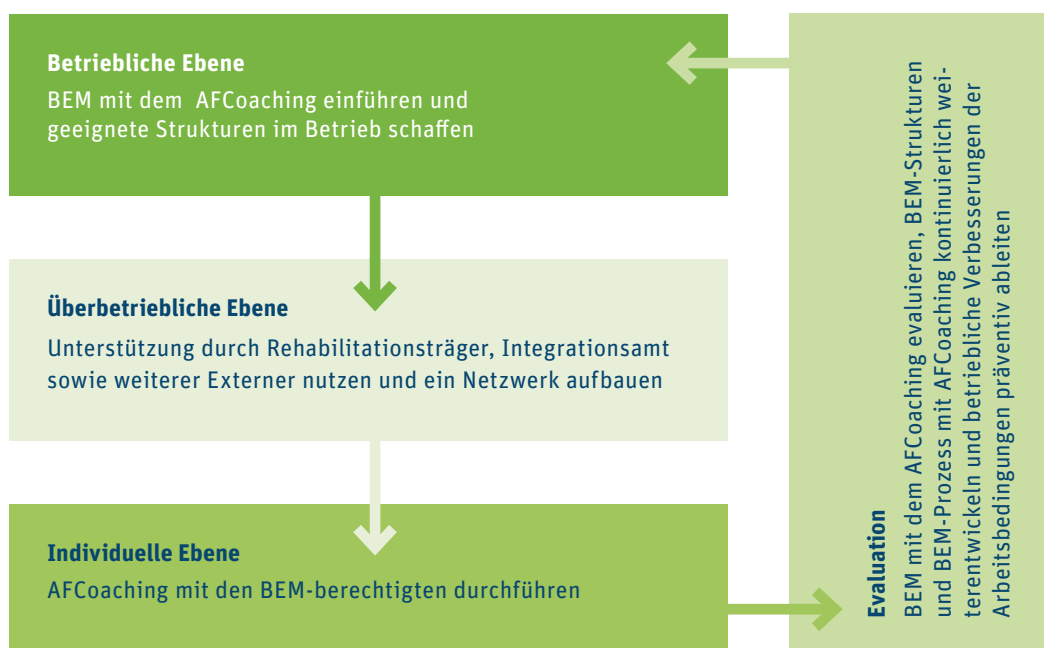 Betriebliche Ebene
BEM mit dem AFCoaching einführen und
geeignete Strukturen im Betrieb schaffen
Überbetriebliche Ebene
Unterstützung durch Rehabilitationsträger, Integrationsamt
sowie weiterer Externer nutzen und ein Netzwerk aufbauen
Individuelle Ebene
AFCoaching mit den BEM-berechtigten durchführen
Evaluation
BEM mit dem AFCoaching evaluieren, BEM-Strukturen
und BEM-Prozess mit AFCoaching kontinuierlich wei-
terentwickeln und betriebliche Verbesserungen der
Arbeitsbedingungen präventiv ableiten